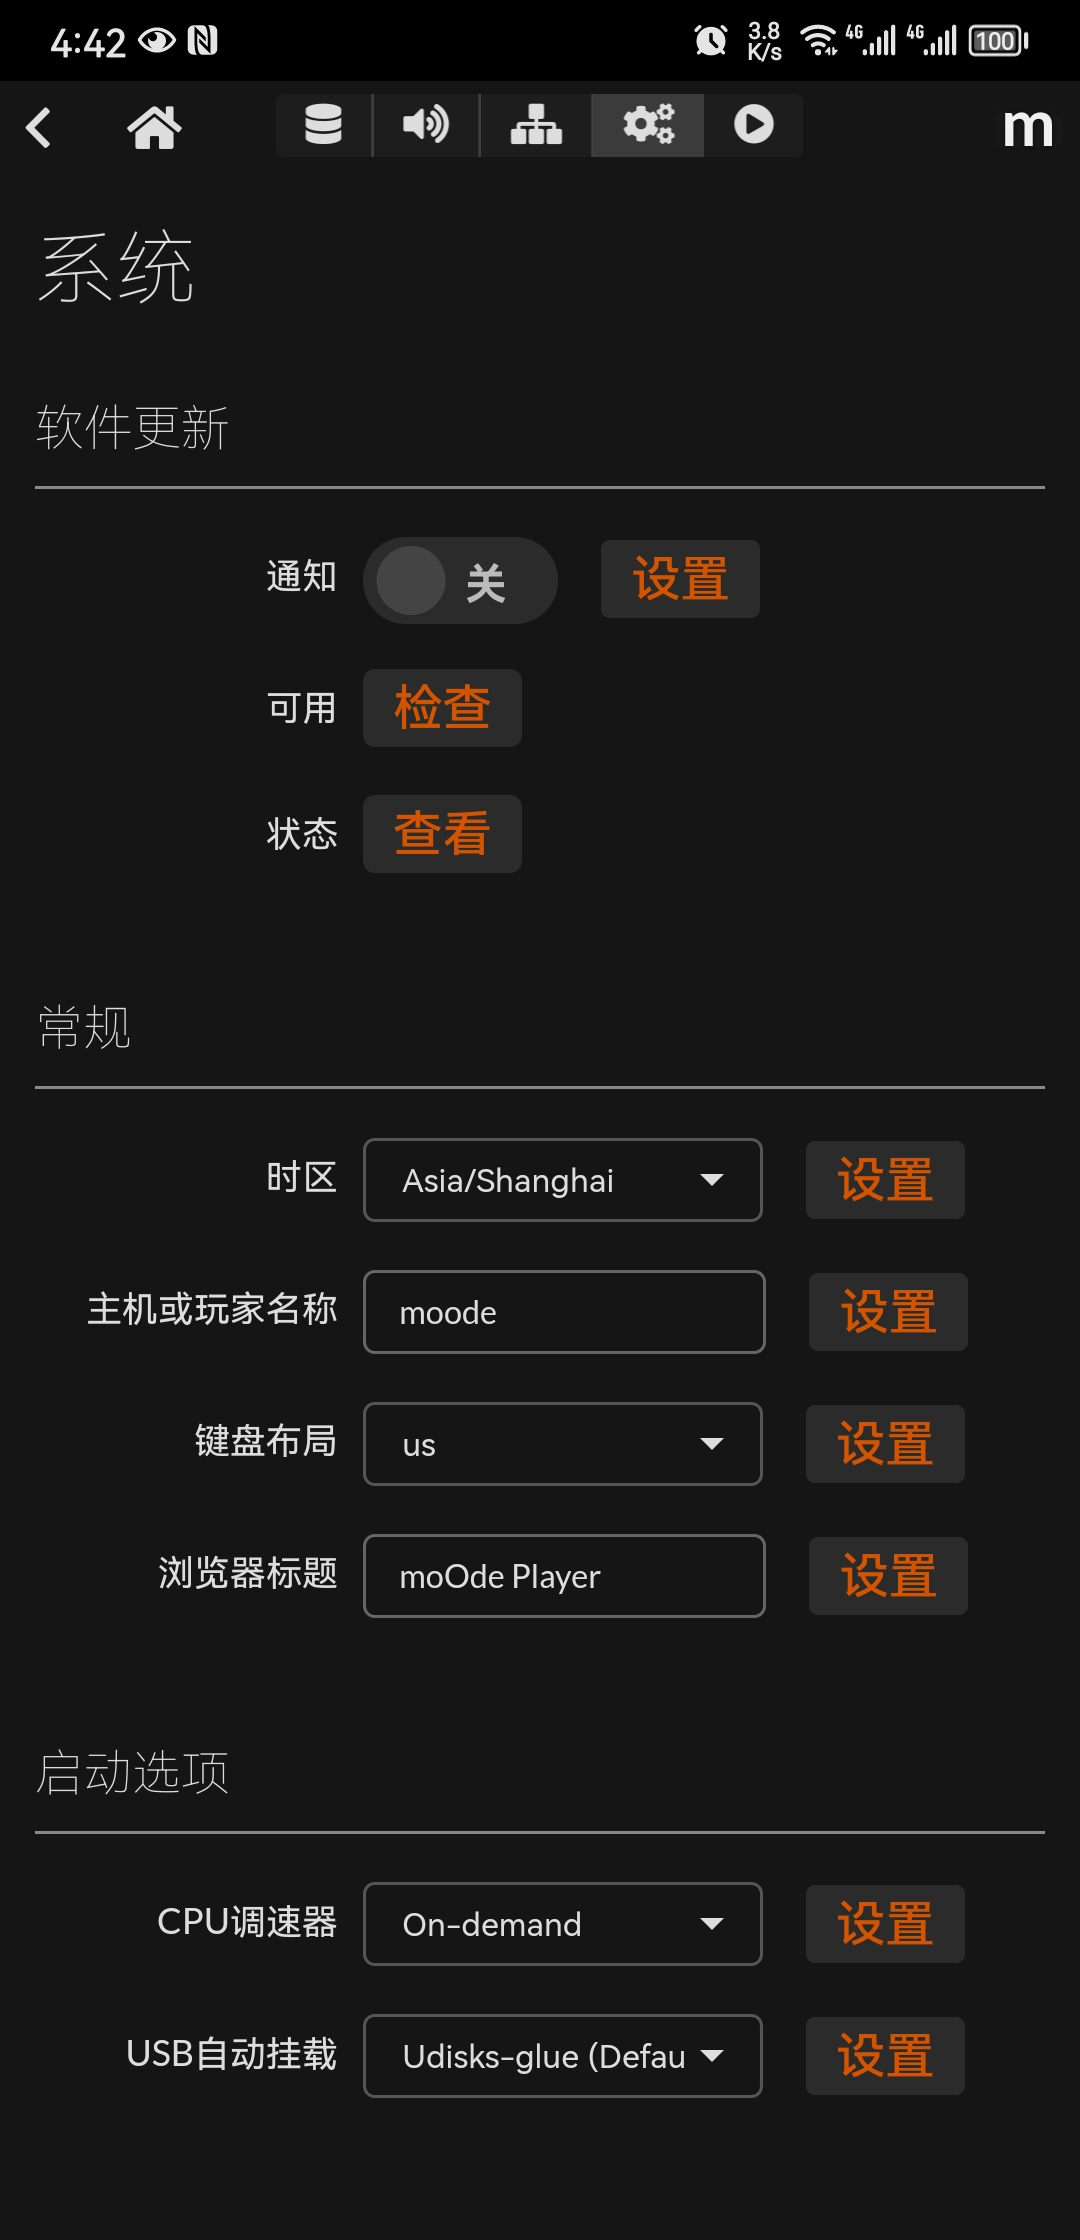 4:42
3.8
K/s
4G
4G
100
m
系统
软件更新
通知 关 设置
可用 检查
状态 查看
常规
时区 Asia/Shanghai 设置
主机或玩家名称 moode 设置
键盘布局 us 设置
浏览器标题 moOde Player 设置
启动选项
CPU调速器 On-demand 设置
USB自动挂载 Udisks-glue (Defau 设置